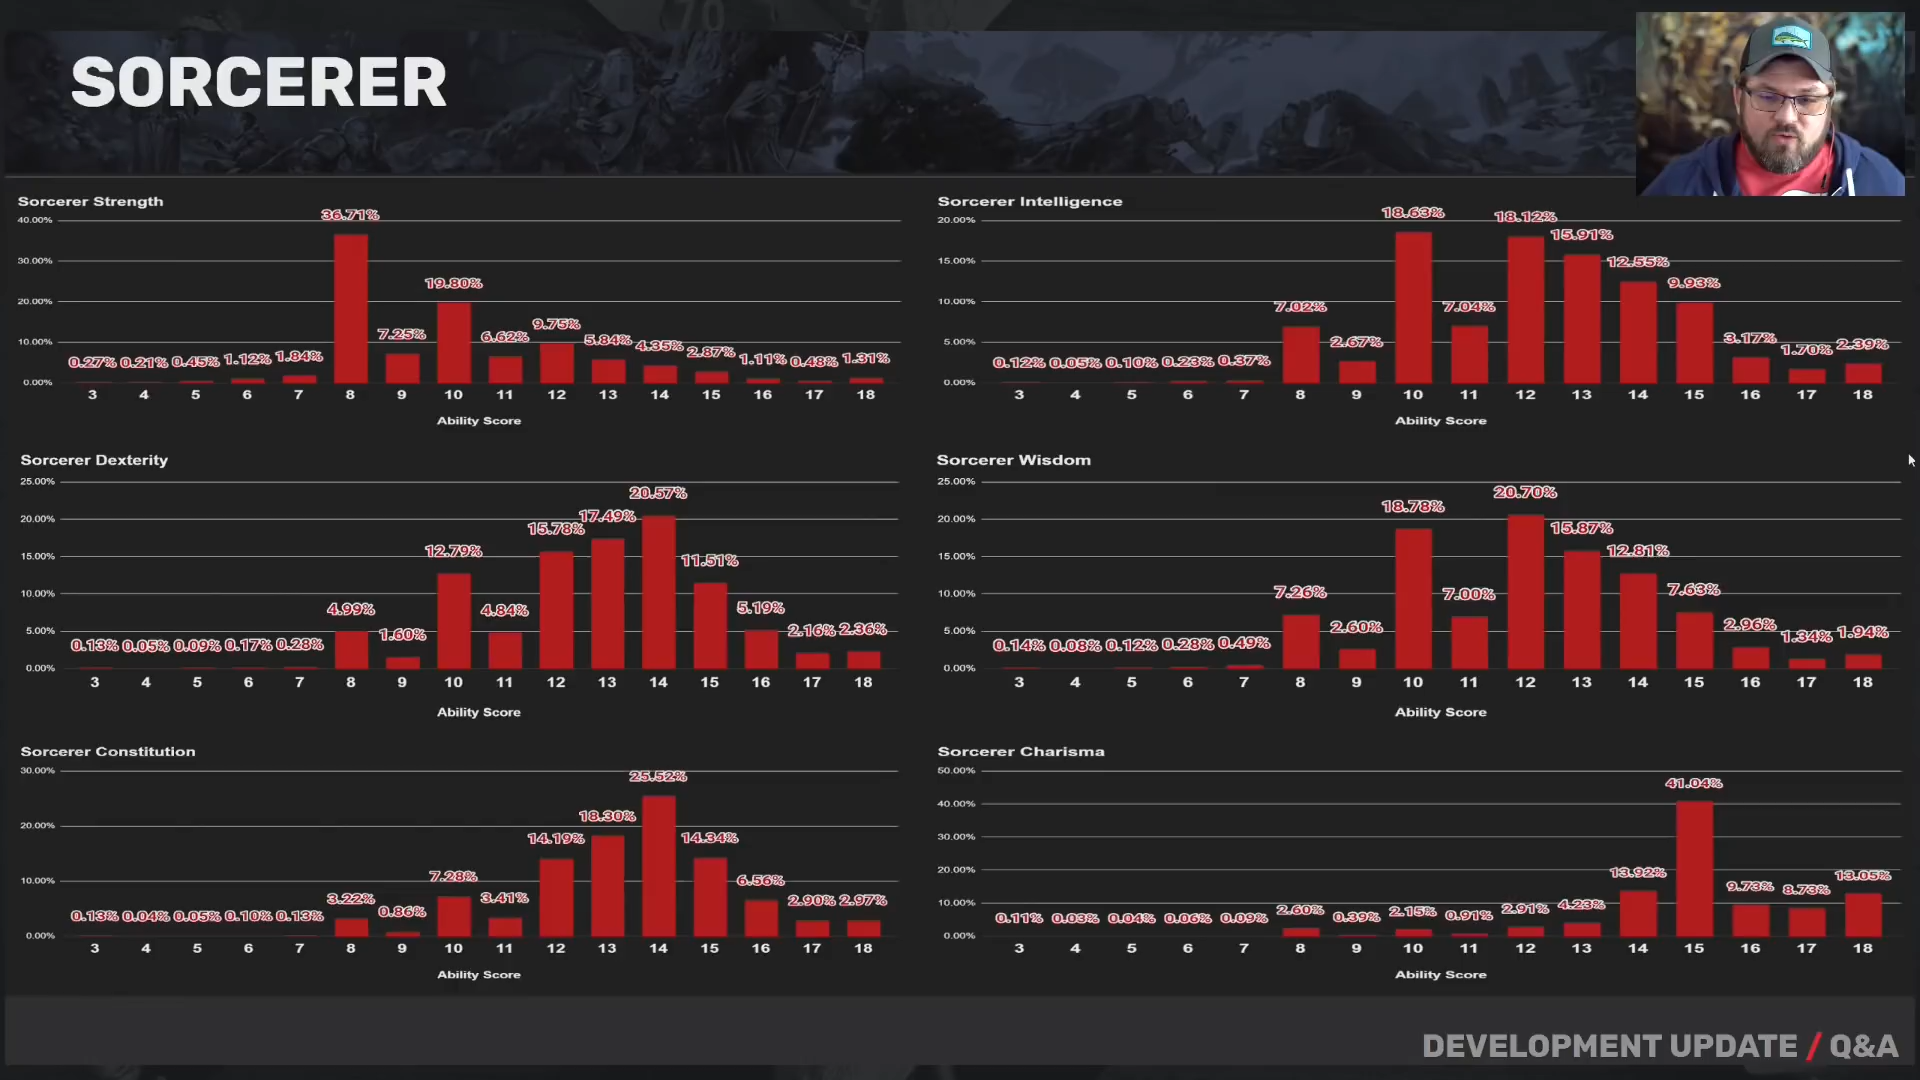 SORCERER
Sorcerer Strength
40.00%
30.00%
20.00%
10.00%
0.00%
0.27% 0.21% 0.45% 1.12% 1.84% 36.71% 7.25% 19.80% 6.62% 9.75% 5.84% 4.35% 2.87% 1.11% 0.48% 1.31%
3 4 5 6 7 8 9 10 11 12 13 14 15 16 17 18
Ability Score
Sorcerer Intelligence
20.00%
15.00%
10.00%
5.00%
0.00%
0.12% 0.05% 0.10% 0.23% 0.37% 7.02% 2.67% 18.63% 7.04% 18.12% 15.91% 12.55% 9.93% 3.17% 1.70% 2.39%
3 4 5 6 7 8 9 10 11 12 13 14 15 16 17 18
Ability Score
Sorcerer Dexterity
25.00%
20.00%
15.00%
10.00%
5.00%
0.00%
0.13% 0.05% 0.09% 0.17% 0.28% 4.99% 1.60% 12.79% 4.84% 15.78% 17.49% 20.57% 11.51% 5.19% 2.16% 2.36%
3 4 5 6 7 8 9 10 11 12 13 14 15 16 17 18
Ability Score
Sorcerer Wisdom
25.00%
20.00%
15.00%
10.00%
5.00%
0.00%
0.14% 0.08% 0.12% 0.28% 0.49% 7.26% 2.60% 18.78% 7.00% 20.70% 15.87% 12.81% 7.63% 2.96% 1.34% 1.94%
3 4 5 6 7 8 9 10 11 12 13 14 15 16 17 18
Ability Score
Sorcerer Constitution
30.00%
20.00%
10.00%
0.00%
0.13% 0.04% 0.05% 0.10% 0.13% 3.22% 0.86% 7.28% 3.41% 14.19% 18.30% 25.52% 14.34% 6.56% 2.90% 2.97%
3 4 5 6 7 8 9 10 11 12 13 14 15 16 17 18
Ability Score
Sorcerer Charisma
50.00%
40.00%
30.00%
20.00%
10.00%
0.00%
0.11% 0.03% 0.04% 0.06% 0.09% 2.60% 0.39% 2.15% 0.91% 2.91% 4.23% 13.92% 41.04% 9.73% 8.73% 13.05%
3 4 5 6 7 8 9 10 11 12 13 14 15 16 17 18
Ability Score
DEVELOPMENT UPDATE / Q&A